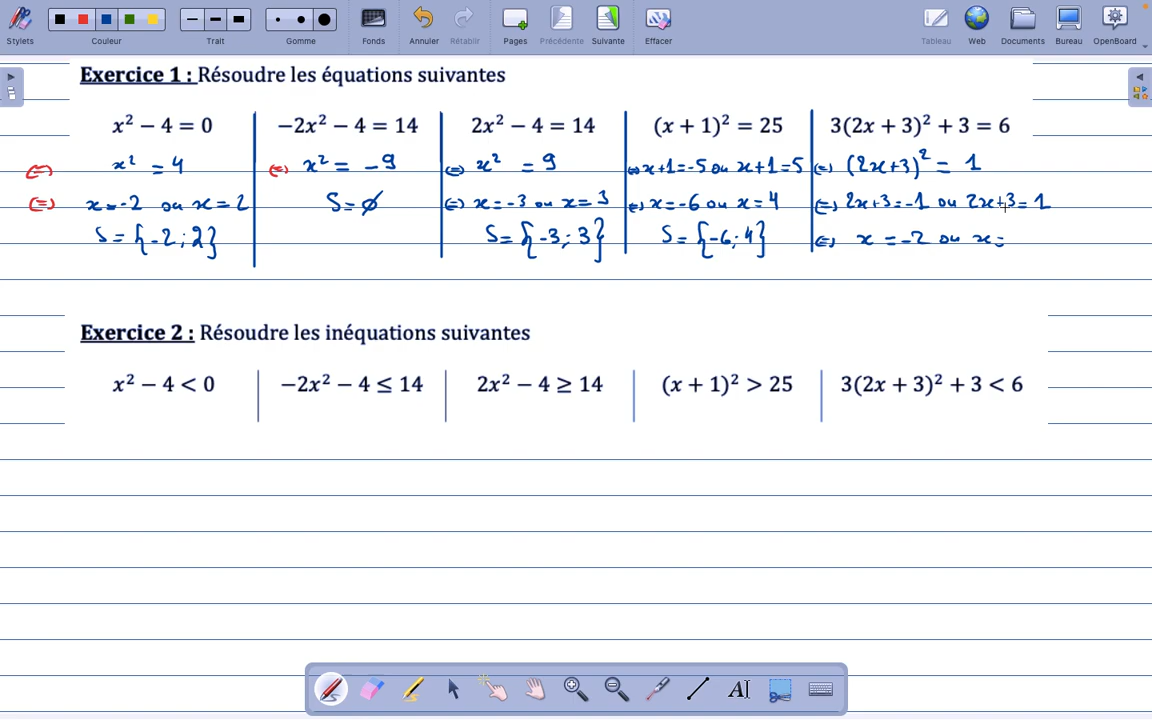 Stylets Couleur Trait Gomme Fonds Annuler Rétablir Pages Précédente Suivante Effacer Tableau Web Documents Bureau OpenBoard
Exercice 1 : Résoudre les équations suivantes
x² − 4 = 0 −2x² − 4 = 14 2x² − 4 = 14 (x + 1)² = 25 3(2x + 3)² + 3 = 6
⇔ x² = 4 ⇔ x² = −9 ⇔ x² = 9 ⇔ x+1=−5 ou x+1=5 ⇔ (2x+3)² = 1
⇔ x=−2 ou x=2 S=∅ ⇔ x=−3 ou x=3 ⇔ x=−6 ou x=4 ⇔ 2x+3=−1 ou 2x+3=1
S={−2;2} S={−3;3} S={−6;4} ⇔ x=−2 ou x=
Exercice 2 : Résoudre les inéquations suivantes
x² − 4 < 0 −2x² − 4 ≤ 14 2x² − 4 ≥ 14 (x + 1)² > 25 3(2x + 3)² + 3 < 6